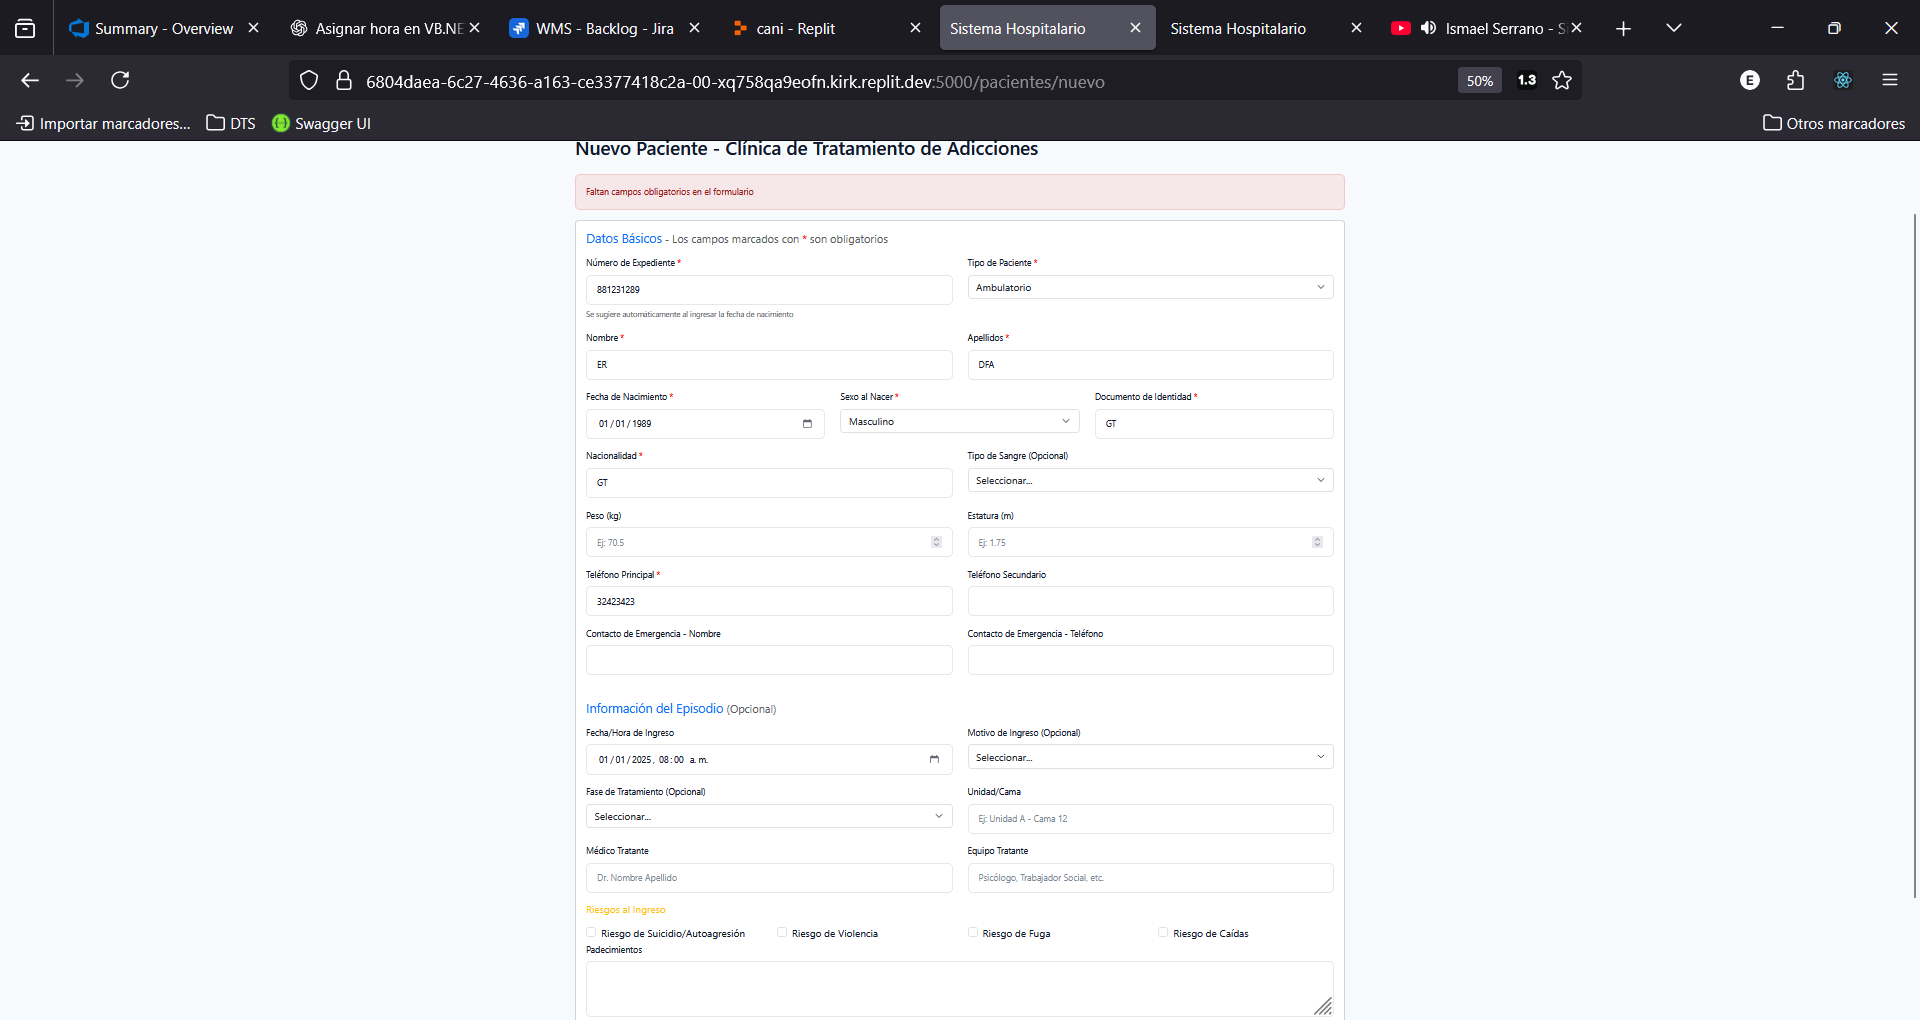 Summary - Overview
Asignar hora en VB.NE
WMS - Backlog - Jira
cani - Replit
Sistema Hospitalario
Sistema Hospitalario
Ismael Serrano - S
6804daea-6c27-4636-a163-ce3377418c2a-00-xq758qa9eofn.kirk.replit.dev:5000/pacientes/nuevo
50%
1.3
E
Importar marcadores...
DTS
Swagger UI
Otros marcadores
Nuevo Paciente - Clínica de Tratamiento de Adicciones
Faltan campos obligatorios en el formulario
Datos Básicos - Los campos marcados con * son obligatorios
Número de Expediente *
Tipo de Paciente *
881231289
Ambulatorio
Se sugiere automáticamente al ingresar la fecha de nacimiento
Nombre *
Apellidos *
ER
DFA
Fecha de Nacimiento *
Sexo al Nacer *
Documento de Identidad *
01/01/1989
Masculino
GT
Nacionalidad *
Tipo de Sangre (Opcional)
GT
Seleccionar...
Peso (kg)
Estatura (m)
Ej: 70.5
Ej: 1.75
Teléfono Principal *
Teléfono Secundario
32423423
Contacto de Emergencia - Nombre
Contacto de Emergencia - Teléfono
Información del Episodio (Opcional)
Fecha/Hora de Ingreso
Motivo de Ingreso (Opcional)
01/01/2025, 08:00 a. m.
Seleccionar...
Fase de Tratamiento (Opcional)
Unidad/Cama
Seleccionar...
Ej: Unidad A - Cama 12
Médico Tratante
Equipo Tratante
Dr. Nombre Apellido
Psicólogo, Trabajador Social, etc.
Riesgos al Ingreso
Riesgo de Suicidio/Autoagresión
Riesgo de Violencia
Riesgo de Fuga
Riesgo de Caídas
Padecimientos